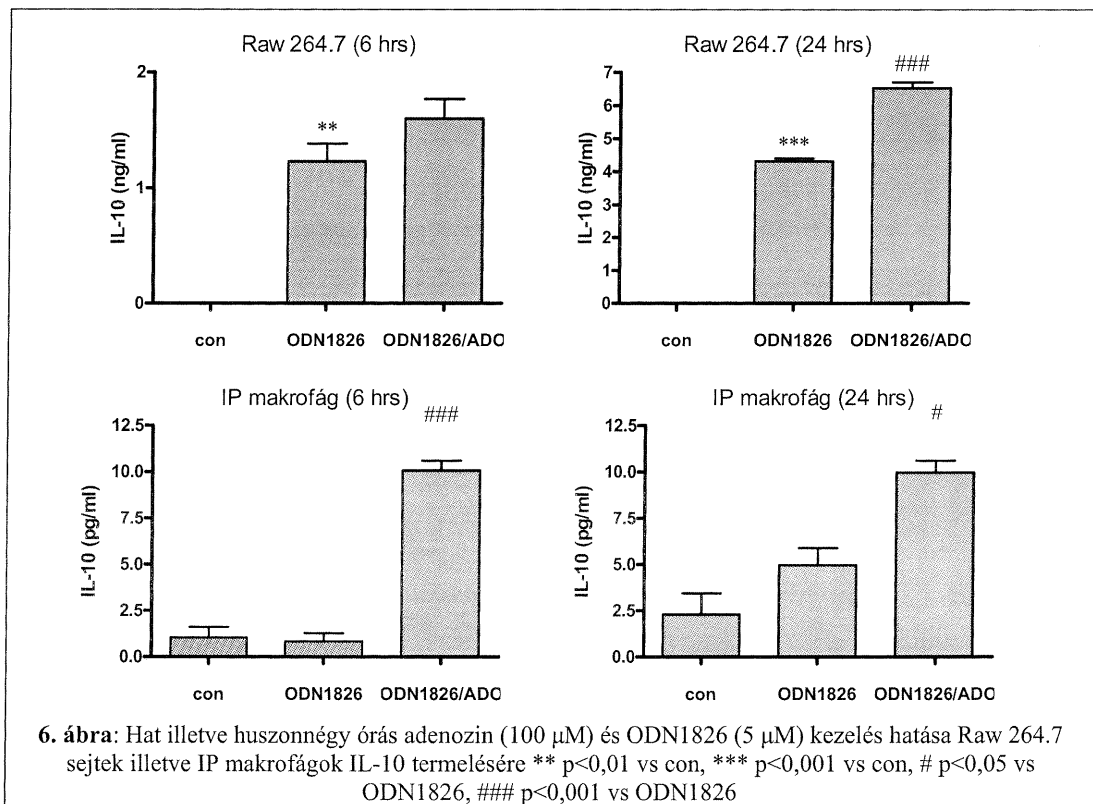 Raw 264.7 (6 hrs)
IL-10 (ng/ml)
2
1
0
**
con
ODN1826
ODN1826/ADO
Raw 264.7 (24 hrs)
IL-10 (ng/ml)
7
6
5
4
3
2
1
0
***
###
con
ODN1826
ODN1826/ADO
IP makrofág (6 hrs)
IL-10 (pg/ml)
12.5
10.0
7.5
5.0
2.5
0.0
###
con
ODN1826
ODN1826/ADO
IP makrofág (24 hrs)
IL-10 (pg/ml)
12.5
10.0
7.5
5.0
2.5
0.0
#
con
ODN1826
ODN1826/ADO
6. ábra: Hat illetve huszonnégy órás adenozin (100 μM) és ODN1826 (5 μM) kezelés hatása Raw 264.7
sejtek illetve IP makrofágok IL-10 termelésére ** p<0,01 vs con, *** p<0,001 vs con, # p<0,05 vs
ODN1826, ### p<0,001 vs ODN1826